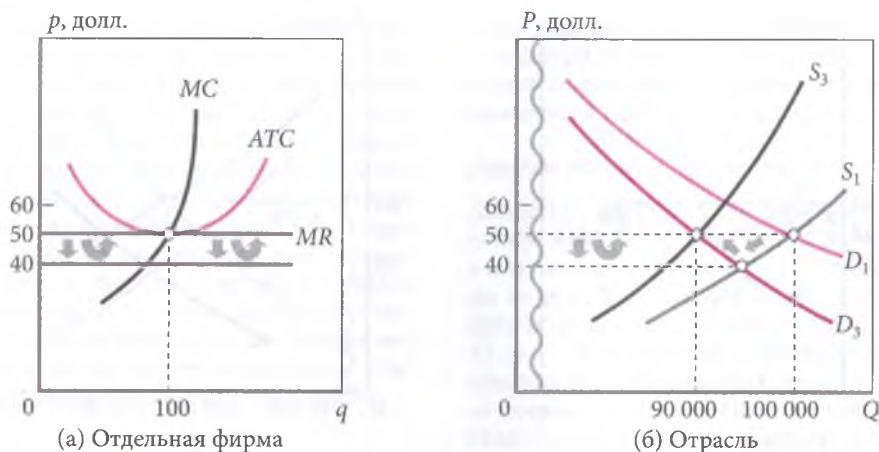 p, долл.
MC
ATC
60
50
MR
40
0
100
q
(а) Отдельная фирма
P, долл.
S3
S1
60
50
40
D1
D3
0
90 000
100 000
Q
(б) Отрасль